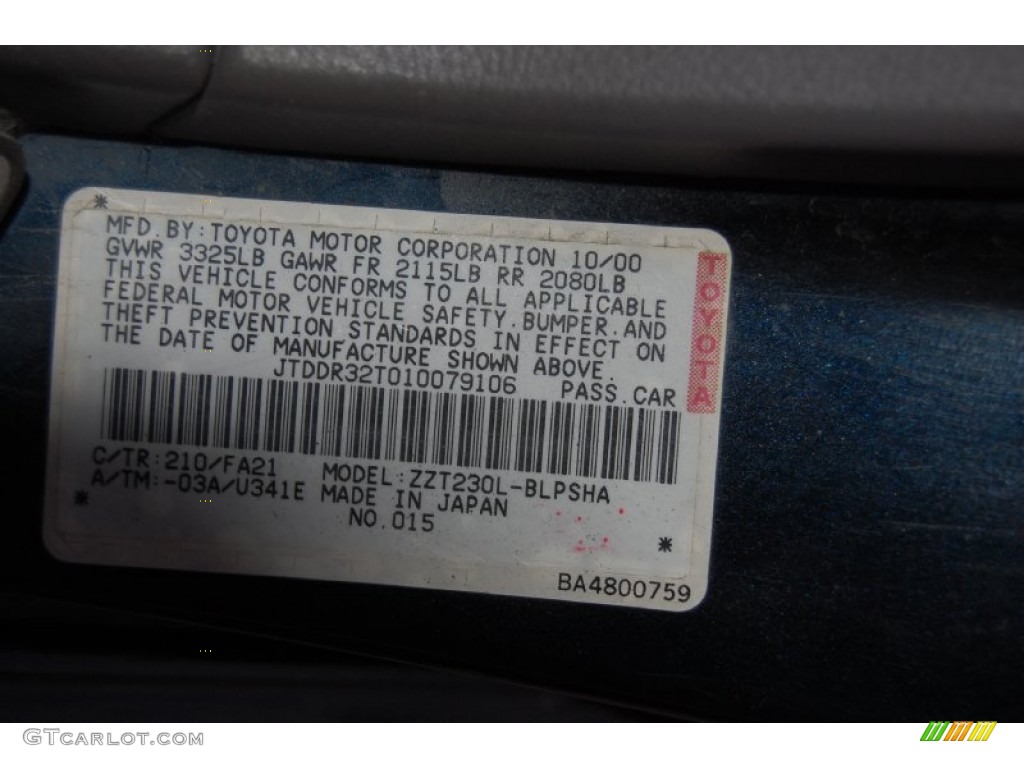 *
MFD.BY:TOYOTA MOTOR CORPORATION 10/00
GVWR 3325LB GAWR FR 2115LB RR 2080LB
THIS VEHICLE CONFORMS TO ALL APPLICABLE
FEDERAL MOTOR VEHICLE SAFETY,BUMPER,AND
THEFT PREVENTION STANDARDS IN EFFECT ON
THE DATE OF MANUFACTURE SHOWN ABOVE.
JTDDR32T010079106 PASS.CAR
TOYOTA
C/TR:210/FA21 MODEL:ZZT230L-BLPSHA
A/TM:-03A/U341E MADE IN JAPAN
* NO.015
*
BA4800759
GTCARLOT.COM